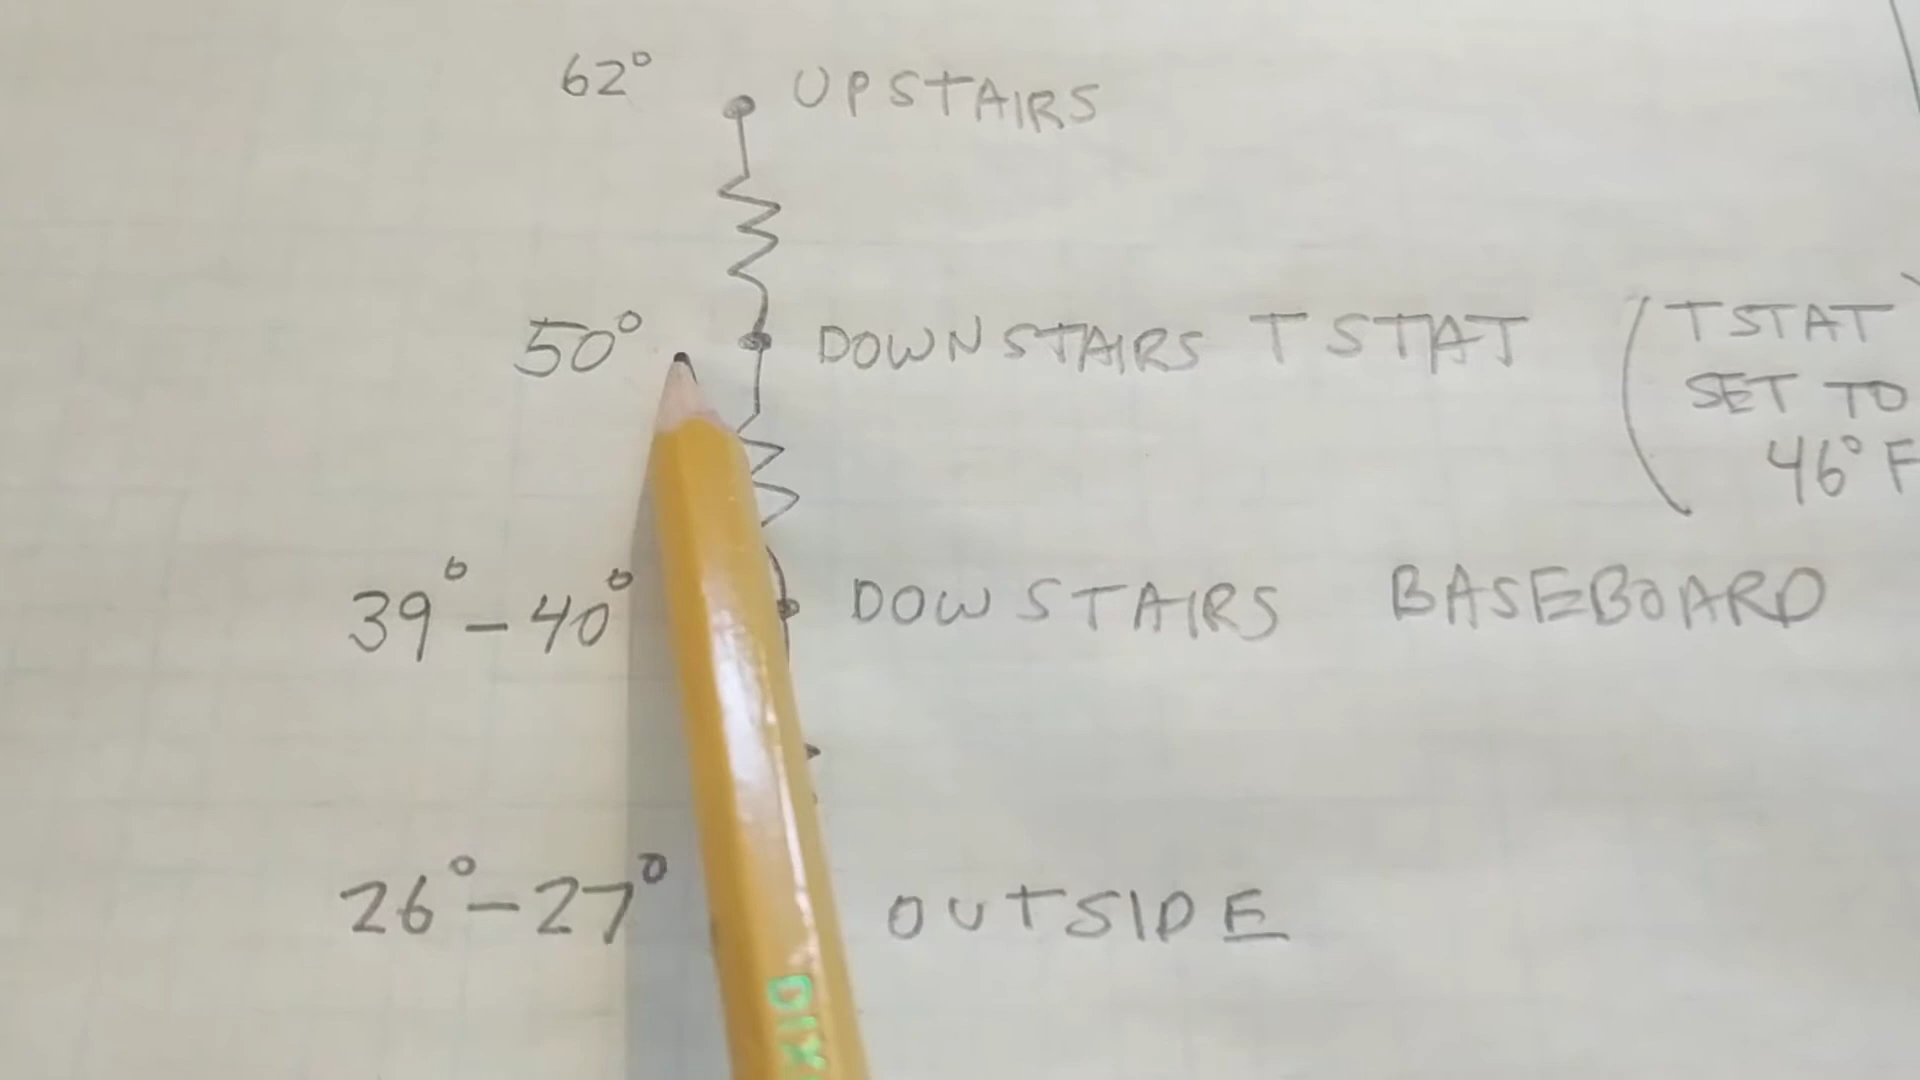 62° UPSTAIRS
50° DOWNSTAIRS TSTAT (TSTAT
SET TO
46° F
39° - 40° DOWSTAIRS BASEBOARD
26° - 27° OUTSIDE
DIX